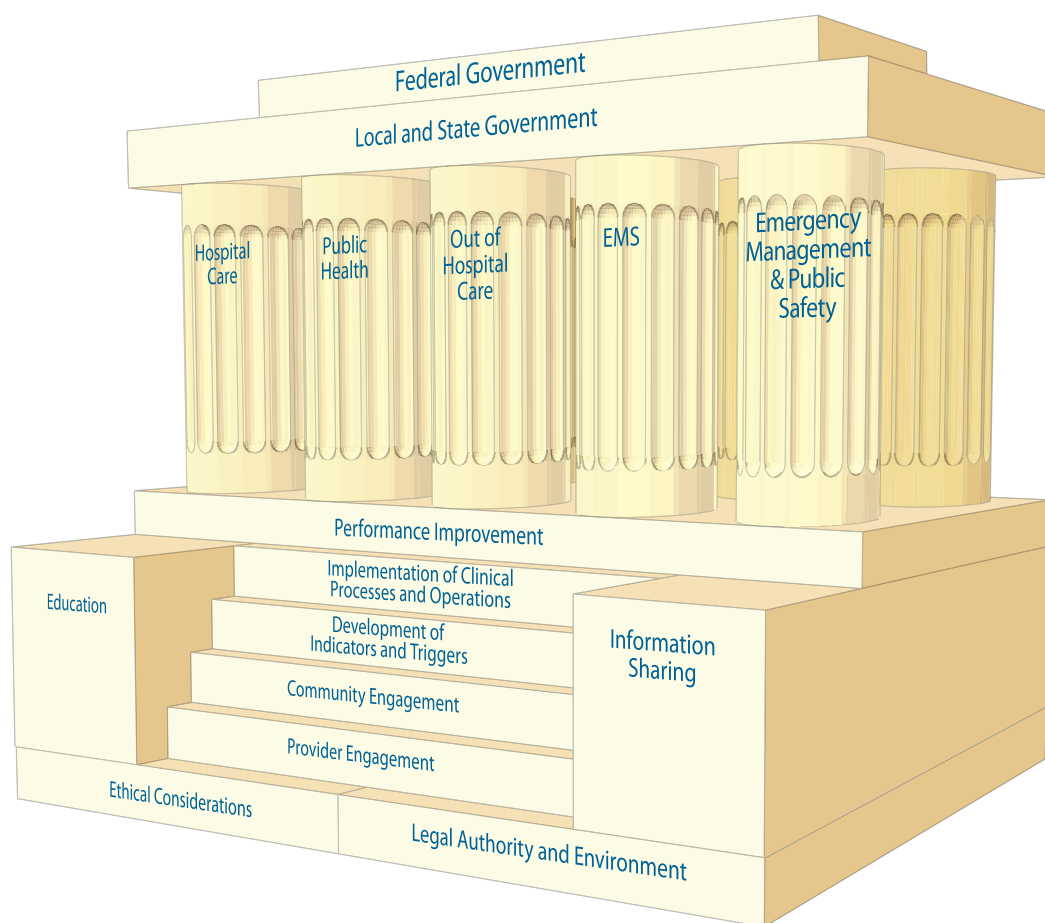 Federal Government
Local and State Government
Hospital
Care
Public
Health
Out of
Hospital
Care
EMS
Emergency
Management
& Public
Safety
Performance Improvement
Implementation of Clinical
Processes and Operations
Education
Development of
Indicators and Triggers
Information
Sharing
Community Engagement
Provider Engagement
Ethical Considerations
Legal Authority and Environment